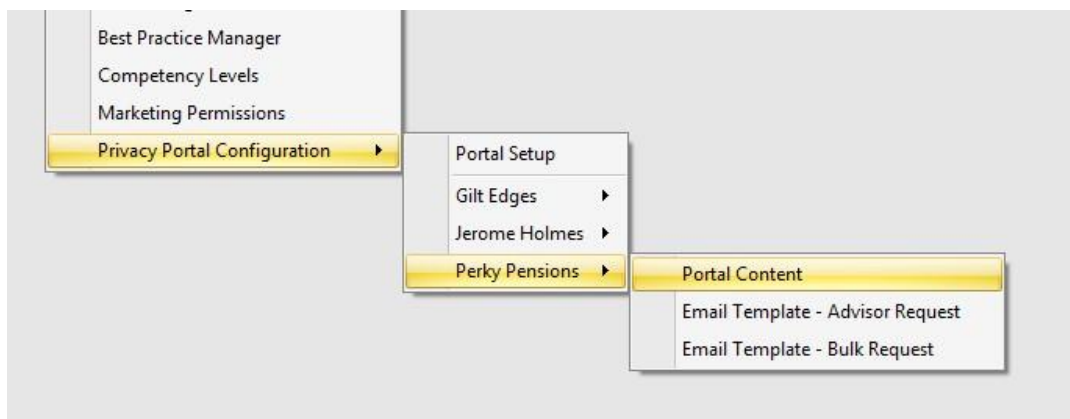 Best Practice Manager
Competency Levels
Marketing Permissions
Privacy Portal Configuration
Portal Setup
Gilt Edges
Jerome Holmes
Perky Pensions
Portal Content
Email Template - Advisor Request
Email Template - Bulk Request